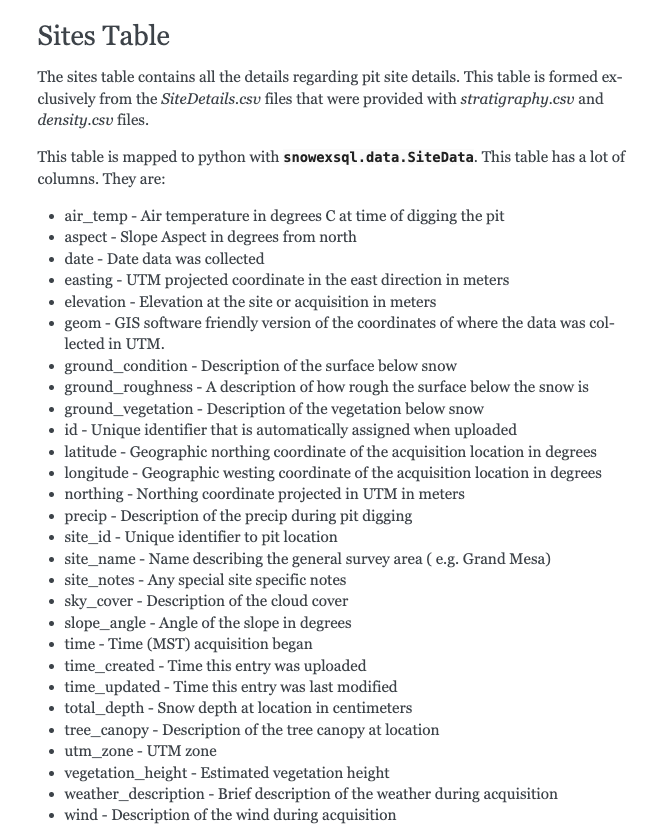 Sites Table
The sites table contains all the details regarding pit site details. This table is formed ex-
clusively from the SiteDetails.csv files that were provided with stratigraphy.csv and
density.csv files.
This table is mapped to python with snowexsql.data.SiteData. This table has a lot of
columns. They are:
• air_temp - Air temperature in degrees C at time of digging the pit
• aspect - Slope Aspect in degrees from north
• date - Date data was collected
• easting - UTM projected coordinate in the east direction in meters
• elevation - Elevation at the site or acquisition in meters
• geom - GIS software friendly version of the coordinates of where the data was col-
lected in UTM.
• ground_condition - Description of the surface below snow
• ground_roughness - A description of how rough the surface below the snow is
• ground_vegetation - Description of the vegetation below snow
• id - Unique identifier that is automatically assigned when uploaded
• latitude - Geographic northing coordinate of the acquisition location in degrees
• longitude - Geographic westing coordinate of the acquisition location in degrees
• northing - Northing coordinate projected in UTM in meters
• precip - Description of the precip during pit digging
• site_id - Unique identifier to pit location
• site_name - Name describing the general survey area ( e.g. Grand Mesa)
• site_notes - Any special site specific notes
• sky_cover - Description of the cloud cover
• slope_angle - Angle of the slope in degrees
• time - Time (MST) acquisition began
• time_created - Time this entry was uploaded
• time_updated - Time this entry was last modified
• total_depth - Snow depth at location in centimeters
• tree_canopy - Description of the tree canopy at location
• utm_zone - UTM zone
• vegetation_height - Estimated vegetation height
• weather_description - Brief description of the weather during acquisition
• wind - Description of the wind during acquisition